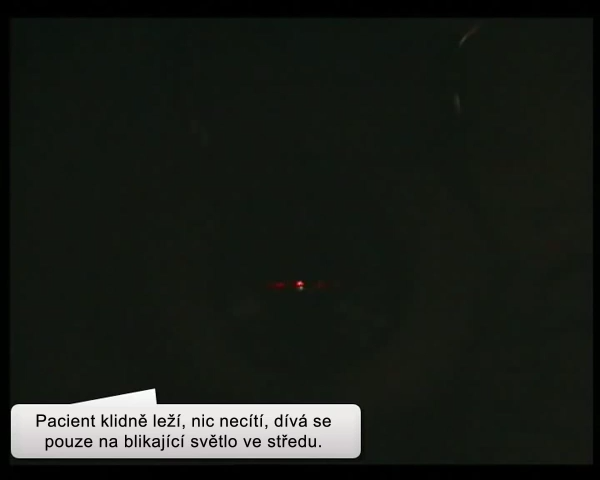 Pacient klidně leží, nic necítí, dívá se
pouze na blikající světlo ve středu.